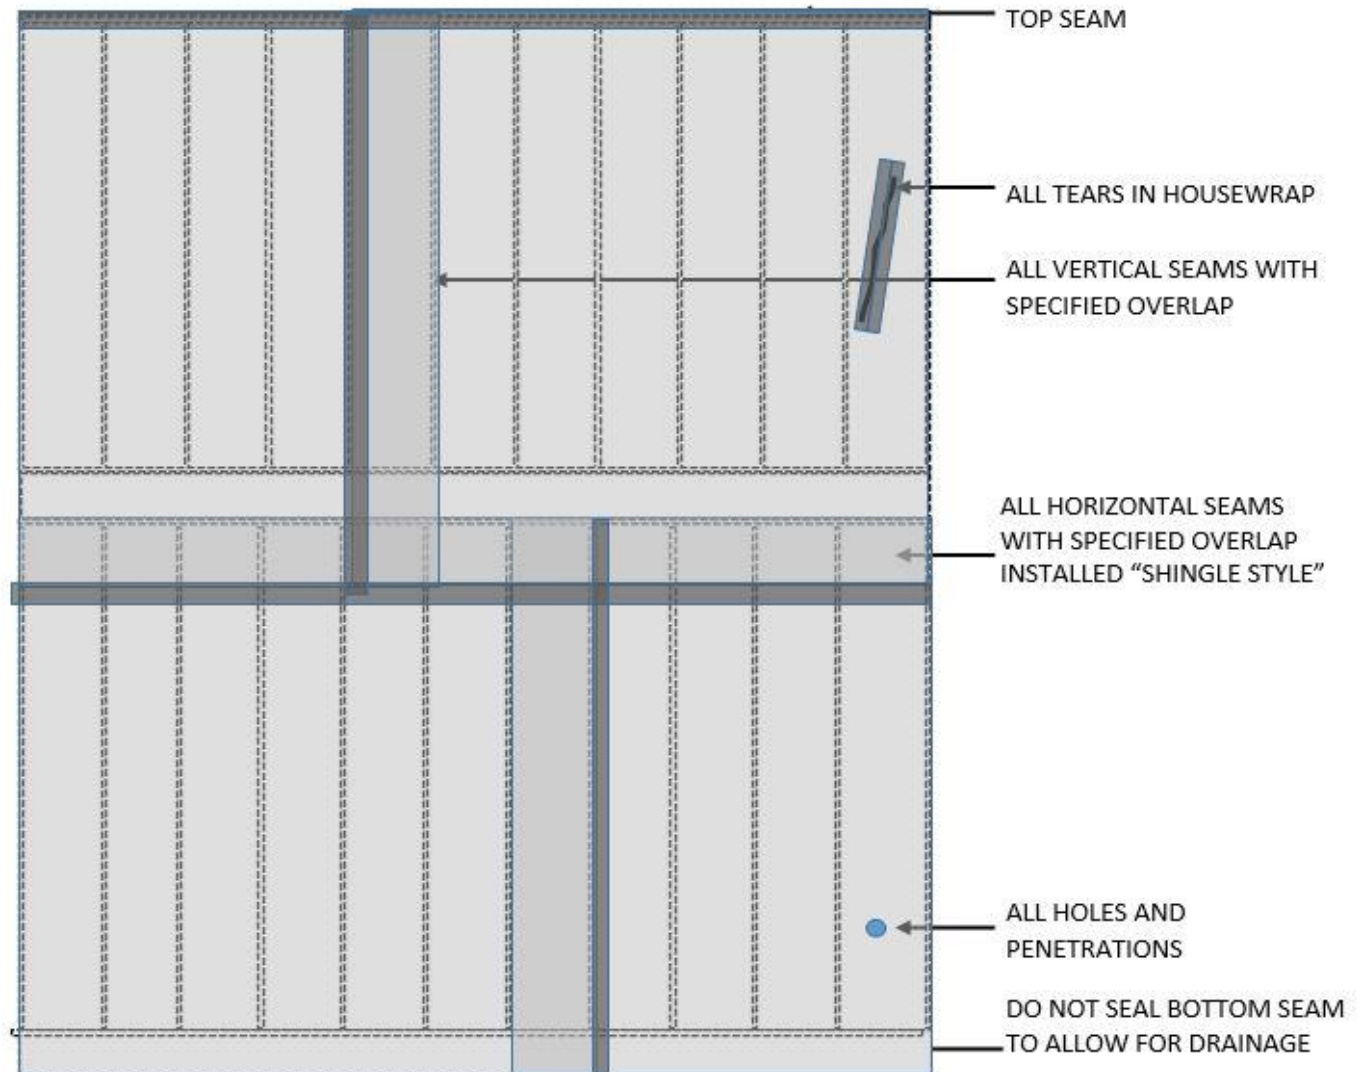 TOP SEAM
ALL TEARS IN HOUSEWRAP
ALL VERTICAL SEAMS WITH
SPECIFIED OVERLAP
ALL HORIZONTAL SEAMS
WITH SPECIFIED OVERLAP
INSTALLED “SHINGLE STYLE”
ALL HOLES AND
PENETRATIONS
DO NOT SEAL BOTTOM SEAM
TO ALLOW FOR DRAINAGE